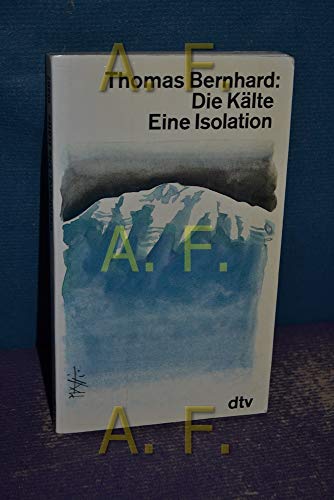 A. F.
Thomas Bernhard:
Die Kälte
Eine Isolation
A. F.
dtv
A. F.